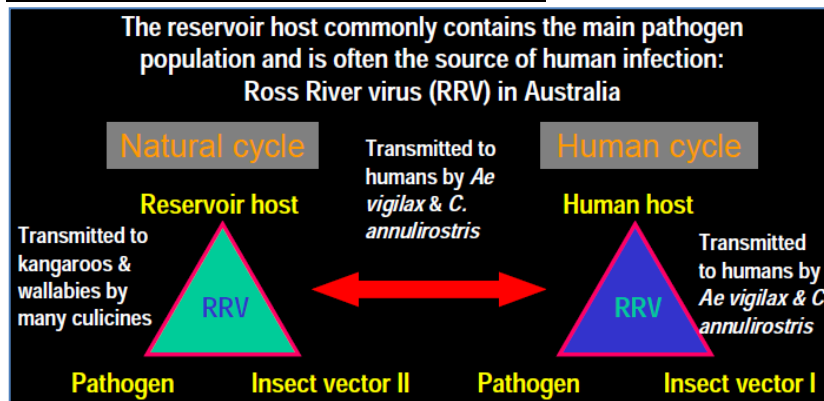 The reservoir host commonly contains the main pathogen
population and is often the source of human infection:
Ross River virus (RRV) in Australia
Natural cycle
Transmitted to
humans by Ae
vigilax & C.
annulirostris
Human cycle
Reservoir host
Human host
Transmitted to
kangaroos &
wallabies by
many culicines
RRV
RRV
Transmitted
to humans by
Ae vigilax & C
annulirostris
Pathogen
Insect vector II
Pathogen
Insect vector I